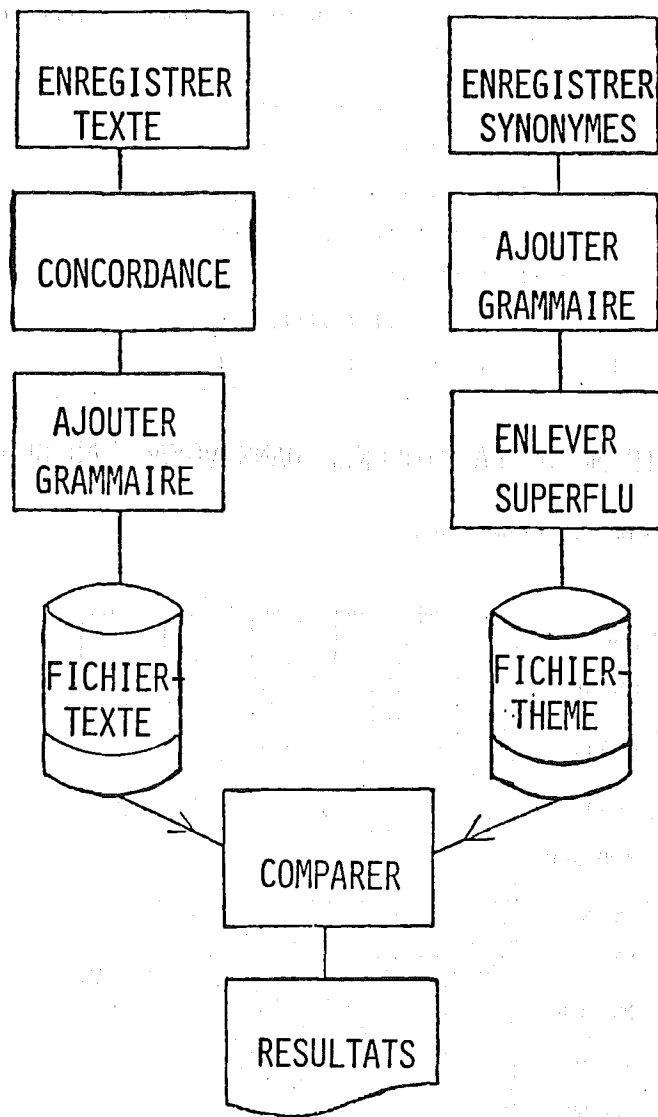 ENREGISTRER
TEXTE
CONCORDANCE
AJOUTER
GRAMMAIRE
FICHIER-
TEXTE
ENREGISTRER
SYNONYMES
AJOUTER
GRAMMAIRE
ENLEVER
SUPERFLU
FICHIER-
THEME
COMPARER
RESULTATS